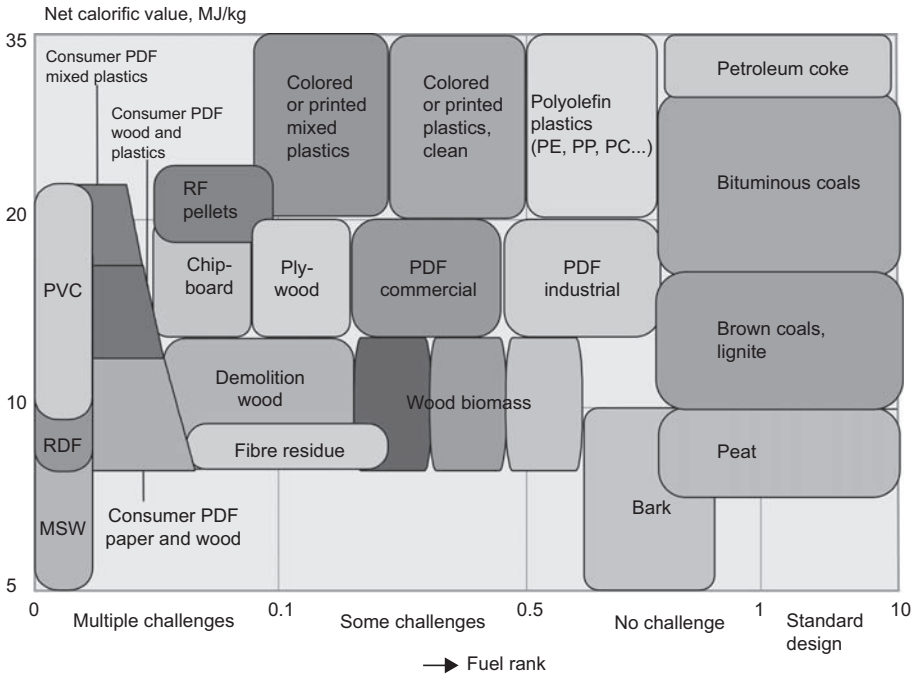 Net calorific value, MJ/kg
35
20
10
5
Consumer PDF
mixed plastics
Consumer PDF
wood and
plastics
Colored
or printed
mixed
plastics
Colored
or printed
plastics,
clean
Polyolefin
plastics
(PE, PP, PC...)
Petroleum coke
Bituminous coals
RF
pellets
PVC
Chip-
board
Ply-
wood
PDF
commercial
PDF
industrial
Brown coals,
lignite
Demolition
wood
Wood biomass
RDF
Fibre residue
Peat
MSW
Consumer PDF
paper and wood
Bark
0
0.1
0.5
1
10
Multiple challenges
Some challenges
No challenge
Standard
design
Fuel rank